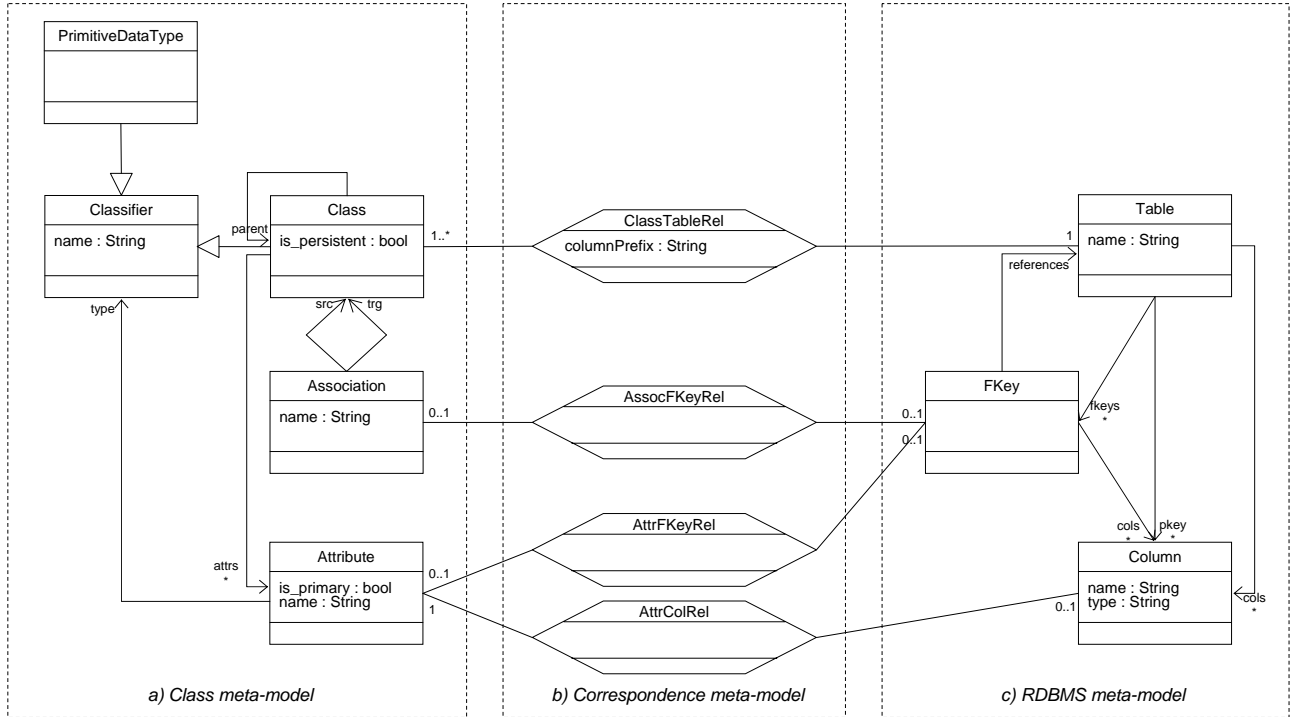 PrimitiveDataType
Classifier
name : String
type
parent
Class
is_persistent : bool
1..*
src
trg
Association
name : String
0..1
attrs
*
Attribute
is_primary : bool
name : String
0..1
1
a) Class meta-model
ClassTableRel
columnPrefix : String
AssocFKeyRel
AttrFKeyRel
AttrColRel
b) Correspondence meta-model
1
references
Table
name : String
FKey
0..1
0..1
fkeys
*
cols
*
pkey
*
Column
name : String
type : String
0..1
cols
*
c) RDBMS meta-model